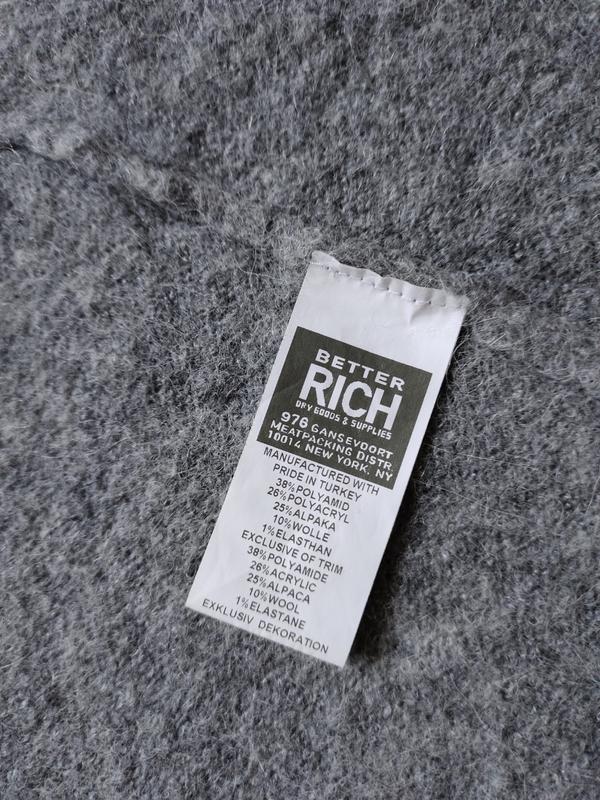 BETTER
RICH
DRY GOODS & SUPPLIES
976 GANSEVOORT
MEATPACKING DISTR.
10014 NEW YORK, NY
MANUFACTURED WITH
PRIDE IN TURKEY
38%POLYAMID
26%POLYACRYL
25%ALPAKA
10%WOLLE
1%ELASTHAN
EXCLUSIVE OF TRIM
38%POLYAMIDE
26%ACRYLIC
25%ALPACA
10%WOOL
1%ELASTANE
EXKLUSIV DEKORATION